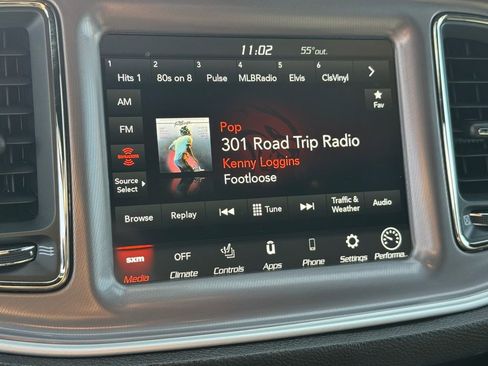 11:02 55°out.
1 2 3 4 5 6
Hits 1 80s on 8 Pulse MLBRadio Elvis ClsVinyl
AM
Fav
FM
Pop
301 Road Trip Radio
SiriusXM
Kenny Loggins
Footloose
Source
Select
Browse Replay Tune Traffic &
Weather Audio
sxm OFF
Media Climate Controls Apps Phone Settings Performa..